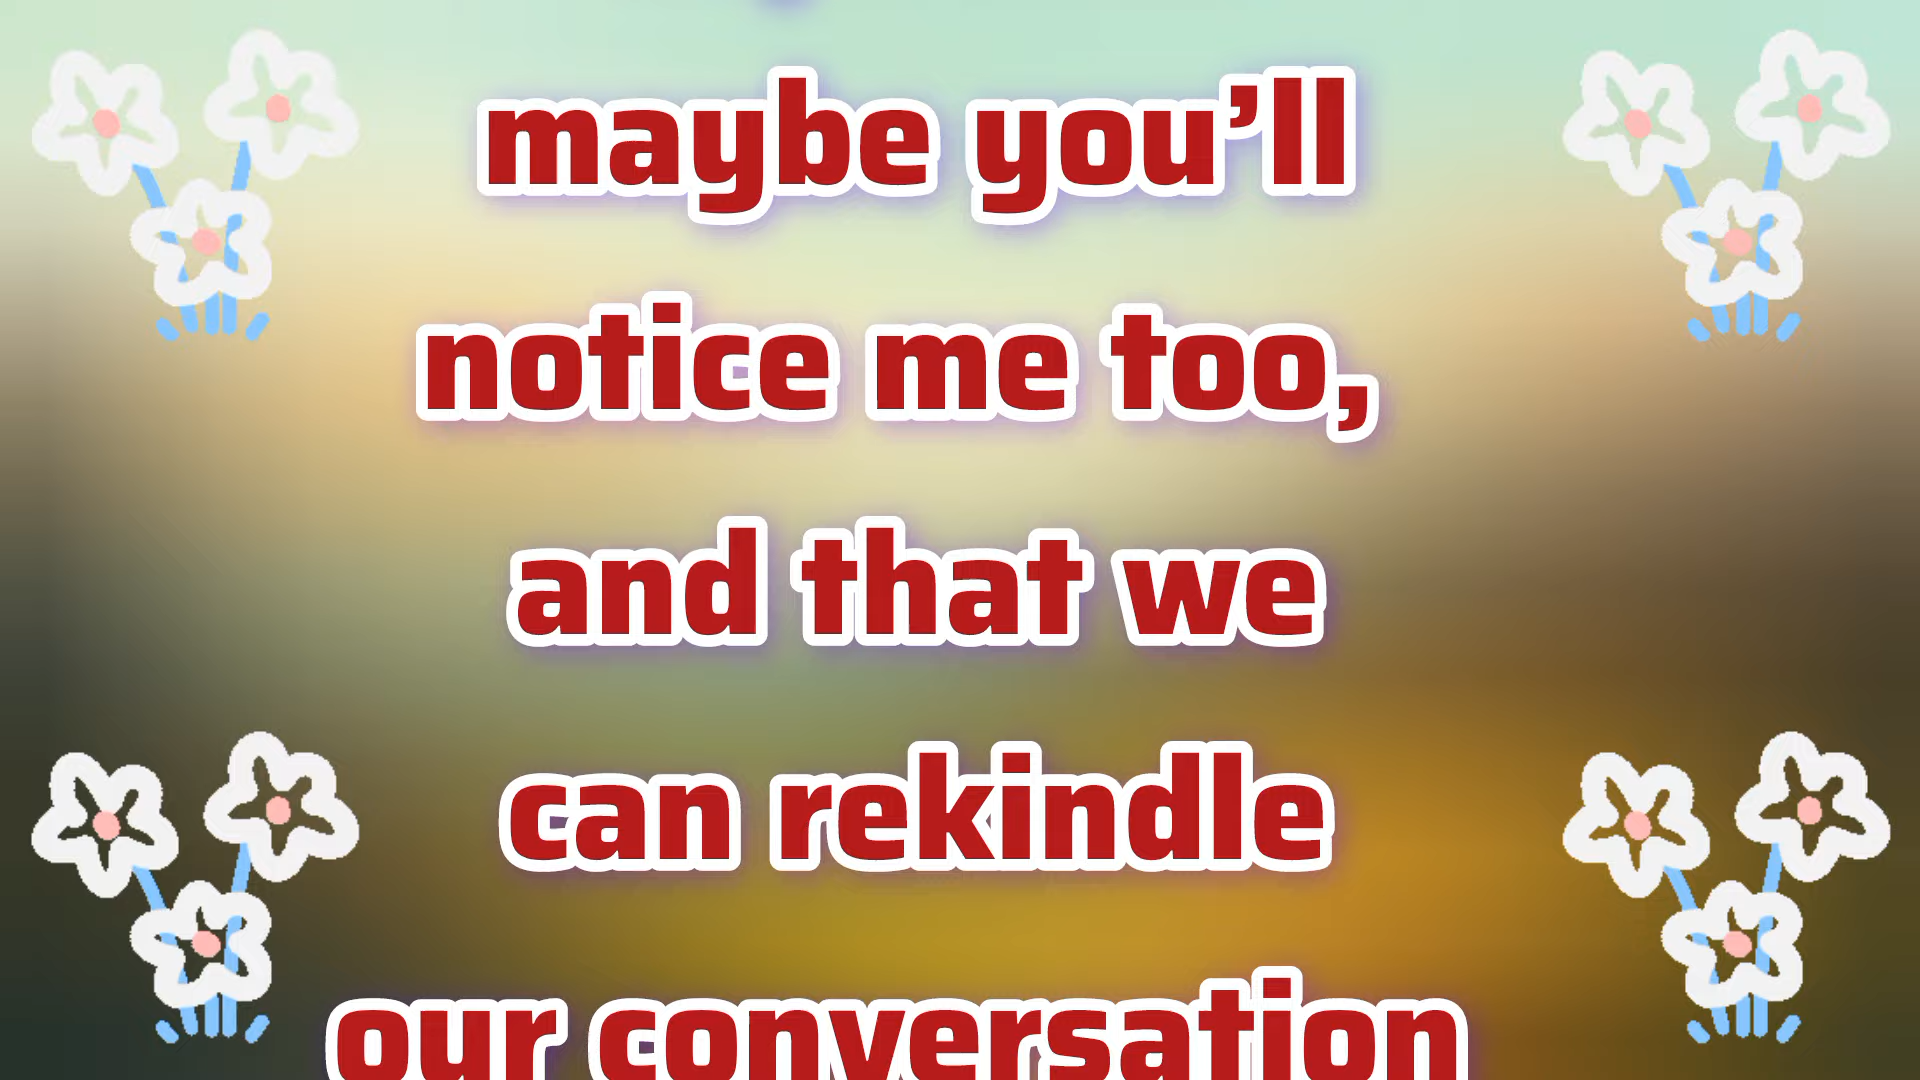 maybe you’ll
notice me too,
and that we
can rekindle
our conversation